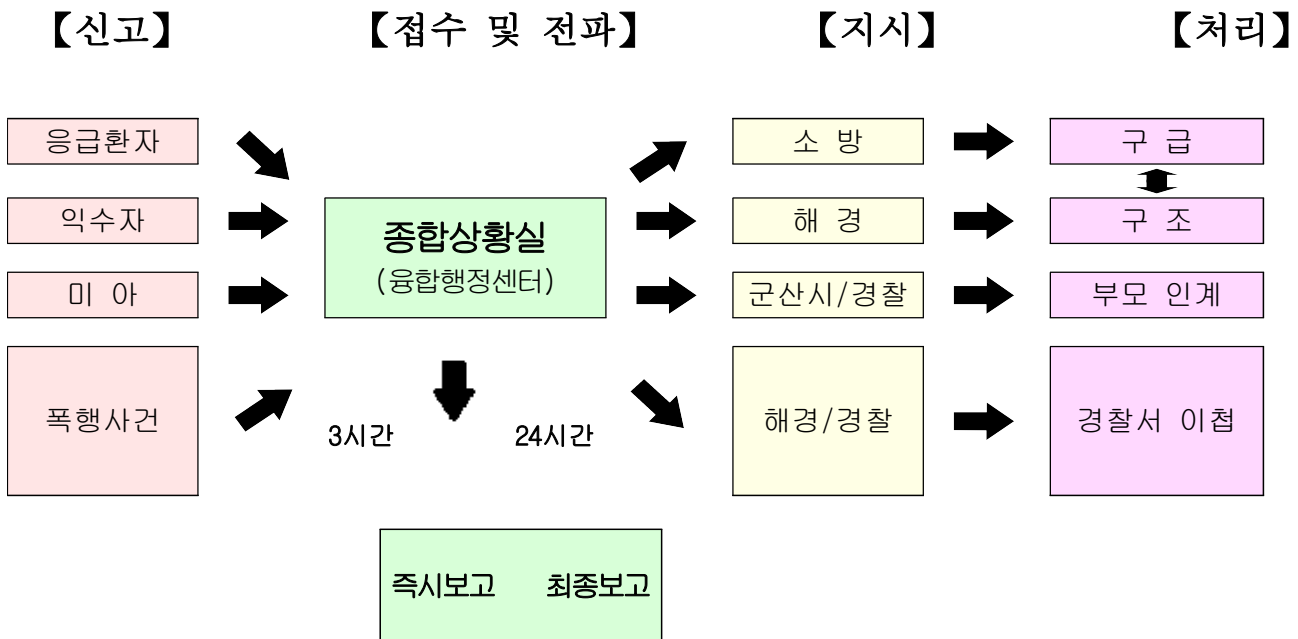 【신고】 【접수 및 전파】 【지시】 【처리】
응급환자 소 방 구 급
익수자 종합상황실 해 경 구 조
미 아 (융합행정센터) 군산시/경찰 부모 인계
폭행사건 해경/경찰 경찰서 이첩
3시간 24시간
즉시보고 최종보고